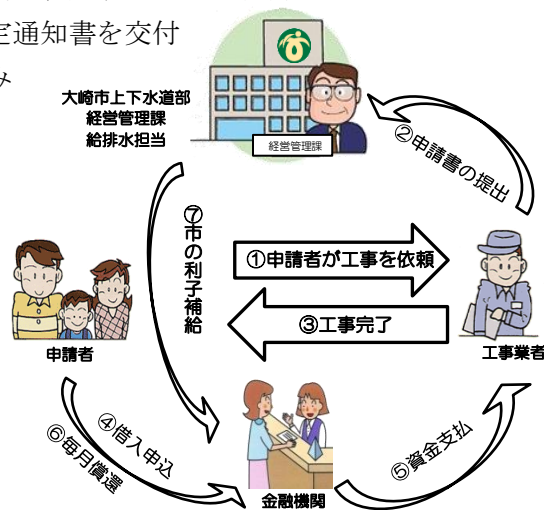 定通知書を交付
み
大崎市上下水道部
経営管理課
給排水担当
経営管理課
②申請書の提出
⑦市の利子補給
①申請者が工事を依頼
③工事完了
申請者
工事業者
④借入申込
⑥毎月償還
⑤資金支払
金融機関